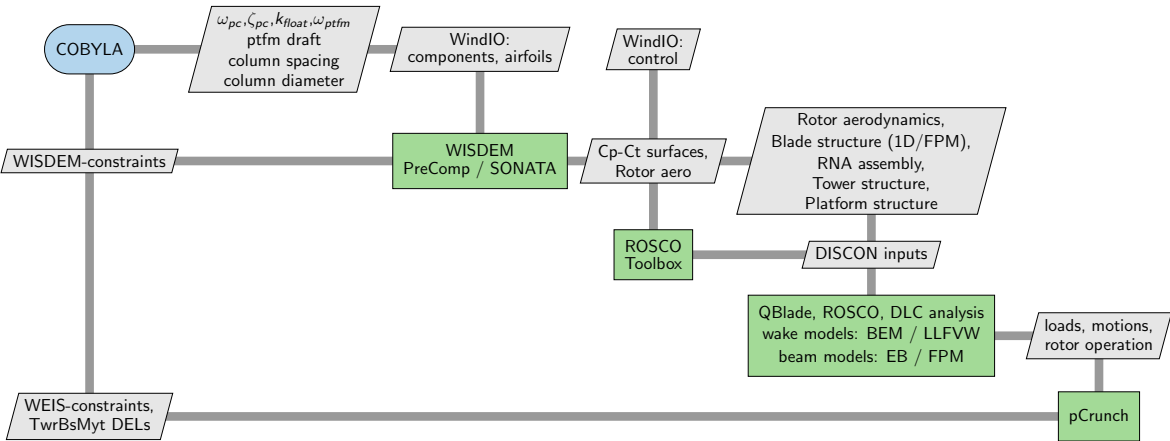 COBYLA
ω_pc,ζ_pc,k_float,ω_ptfm
ptfm draft
column spacing
column diameter
WindIO:
components, airfoils
WindIO:
control
WISDEM-constraints
WISDEM
PreComp / SONATA
Cp-Ct surfaces,
Rotor aero
Rotor aerodynamics,
Blade structure (1D/FPM),
RNA assembly,
Tower structure,
Platform structure
ROSCO
Toolbox
DISCON inputs
QBlade, ROSCO, DLC analysis
wake models: BEM / LLFVW
beam models: EB / FPM
loads, motions,
rotor operation
WEIS-constraints,
TwrBsMyt DELs
pCrunch